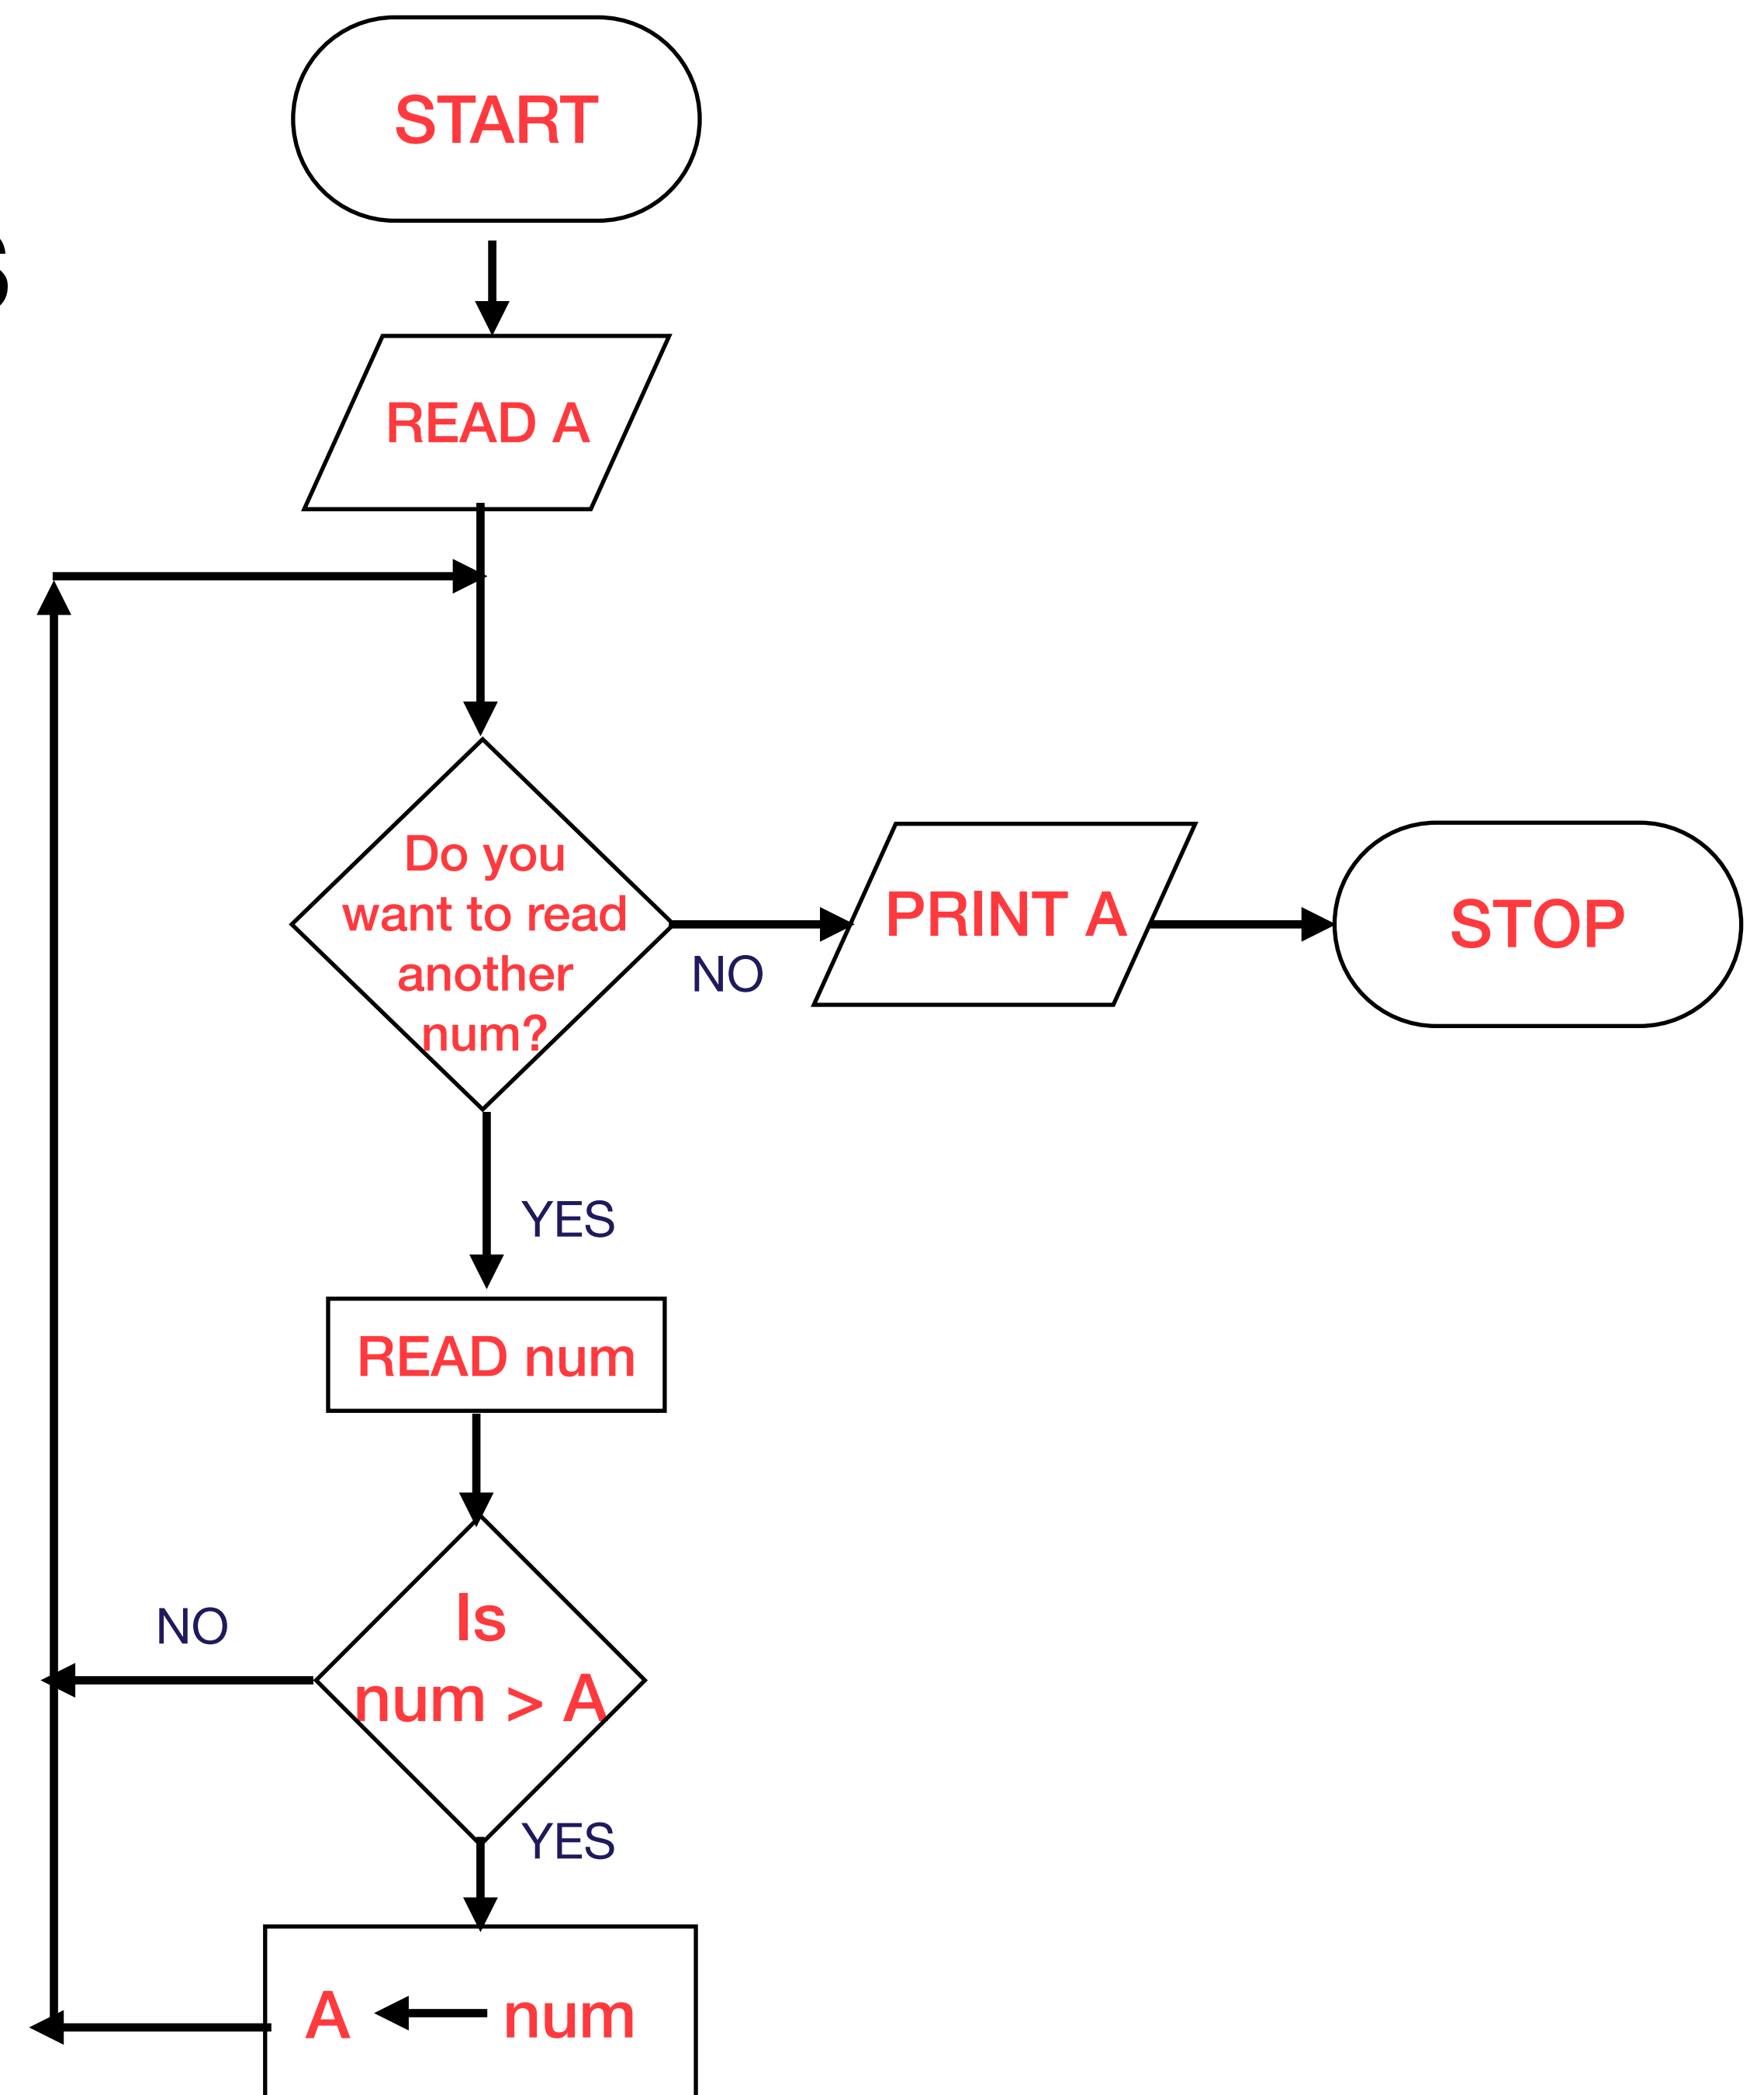 START
READ A
Do you
want to read
another
num?
NO
PRINT A
STOP
YES
READ num
Is
num > A
NO
YES
A
num